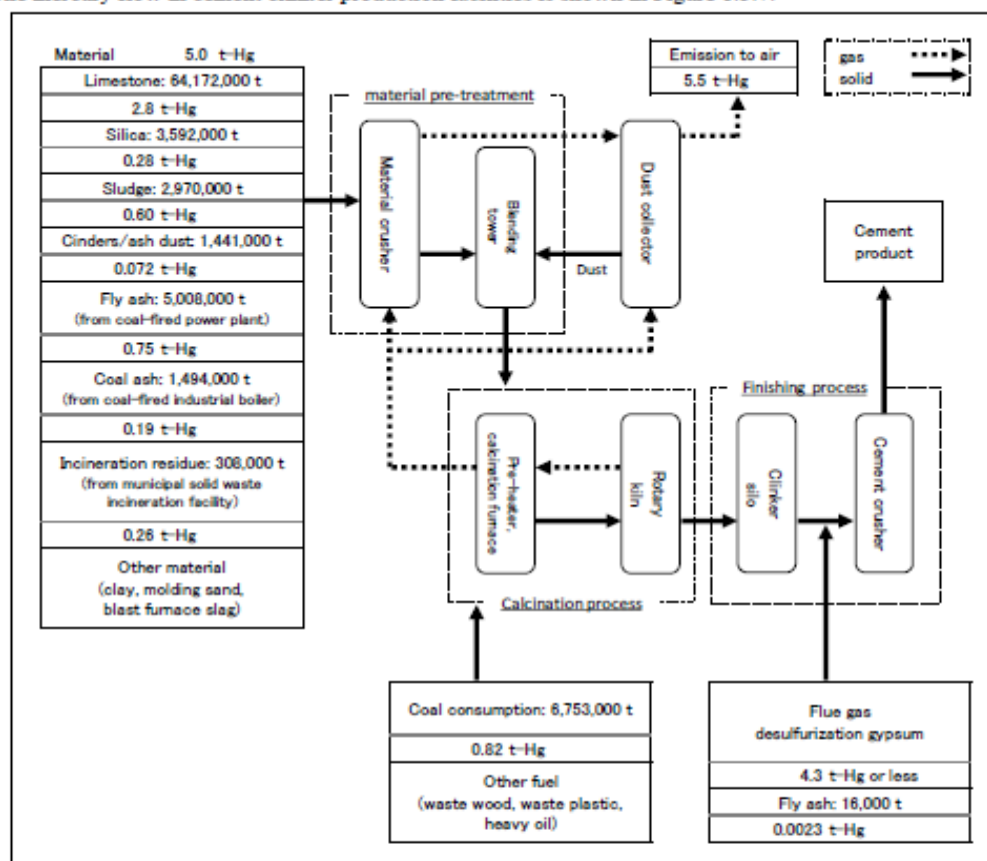 Material 5.0 t-Hg
Limestone: 64,172,000 t
2.8 t-Hg
Silica: 3,592,000 t
0.28 t-Hg
Sludge: 2,970,000 t
0.60 t-Hg
Cinders/ash dust: 1,441,000 t
0.072 t-Hg
Fly ash: 5,008,000 t
(from coal-fired power plant)
0.75 t-Hg
Coal ash: 1,494,000 t
(from coal-fired industrial boiler)
0.19 t-Hg
Incineration residue: 308,000 t
(from municipal solid waste
incineration facility)
0.26 t-Hg
Other material
(clay, molding sand,
blast furnace slag)
material pre-treatment
Material crusher
Blending
tower
Dust collector
Dust
Emission to air
5.5 t-Hg
gas
solid
Cement
product
Pre-heater,
calcination furnace
Rotary
kiln
Calcination process
Finishing process
Clinker
silo
Cement crusher
Coal consumption: 6,753,000 t
0.82 t-Hg
Other fuel
(waste wood, waste plastic,
heavy oil)
Flue gas
desulfurization gypsum
4.3 t-Hg or less
Fly ash: 16,000 t
0.0023 t-Hg